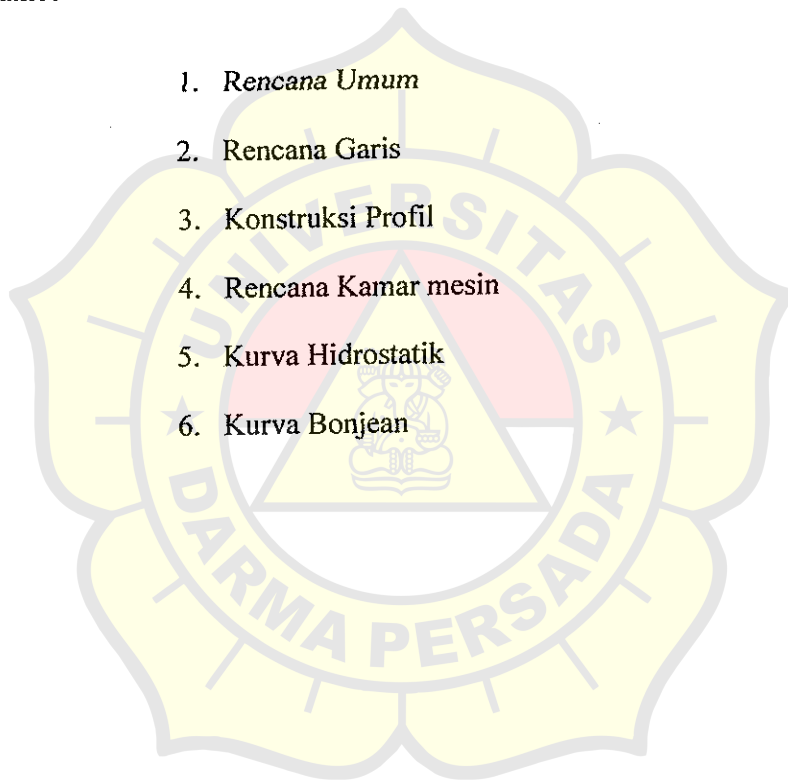 1. Rencana Umum
2. Rencana Garis
3. Konstruksi Profil
4. Rencana Kamar mesin
5. Kurva Hidrostatik
6. Kurva Bonjean
UNIVERSITAS
DARMA PERSADA